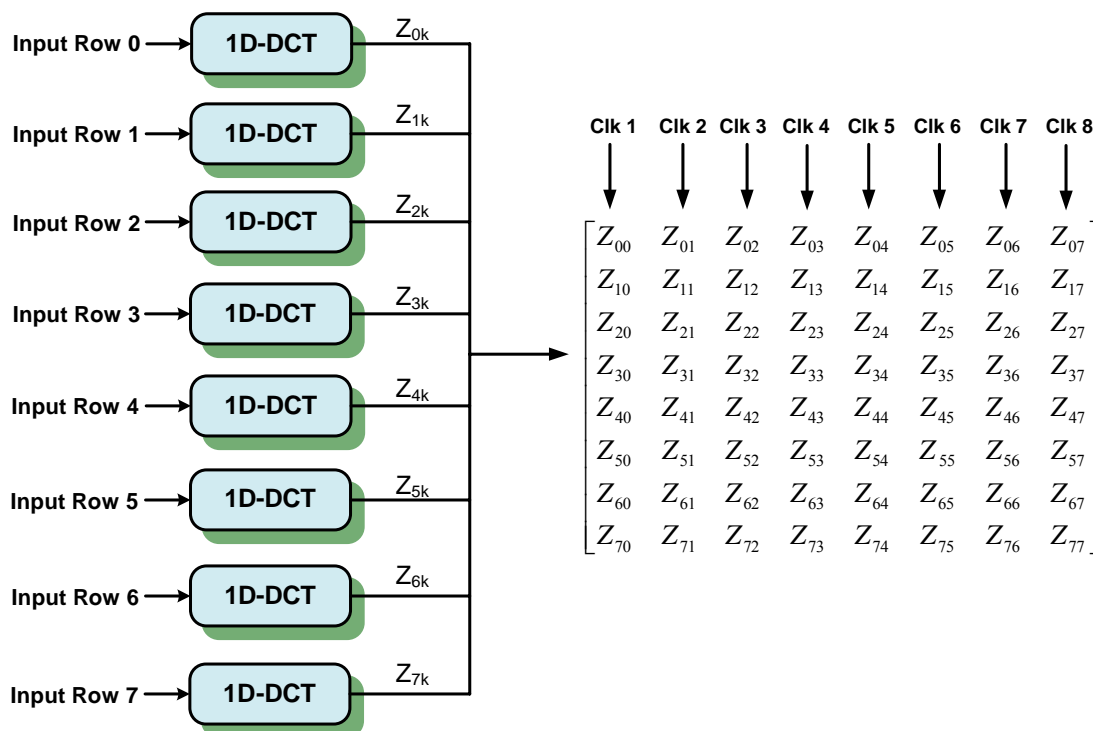 Input Row 0 1D-DCT Z0k
Input Row 1 1D-DCT Z1k
Input Row 2 1D-DCT Z2k
Input Row 3 1D-DCT Z3k
Input Row 4 1D-DCT Z4k
Input Row 5 1D-DCT Z5k
Input Row 6 1D-DCT Z6k
Input Row 7 1D-DCT Z7k
Clk 1 Clk 2 Clk 3 Clk 4 Clk 5 Clk 6 Clk 7 Clk 8
Z00 Z01 Z02 Z03 Z04 Z05 Z06 Z07
Z10 Z11 Z12 Z13 Z14 Z15 Z16 Z17
Z20 Z21 Z22 Z23 Z24 Z25 Z26 Z27
Z30 Z31 Z32 Z33 Z34 Z35 Z36 Z37
Z40 Z41 Z42 Z43 Z44 Z45 Z46 Z47
Z50 Z51 Z52 Z53 Z54 Z55 Z56 Z57
Z60 Z61 Z62 Z63 Z64 Z65 Z66 Z67
Z70 Z71 Z72 Z73 Z74 Z75 Z76 Z77